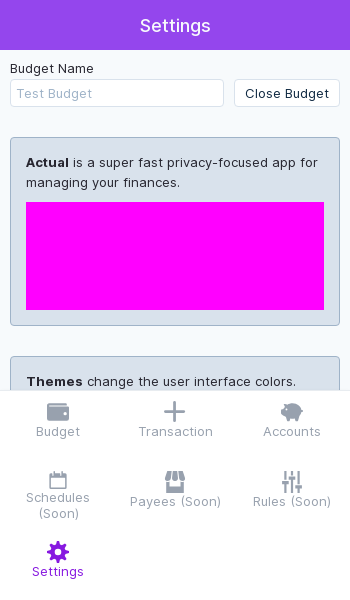 Settings
Budget Name
Test Budget
Close Budget
Actual is a super fast privacy-focused app for
managing your finances.
Themes change the user interface colors.
Budget
Transaction
Accounts
Schedules
(Soon)
Payees (Soon)
Rules (Soon)
Settings